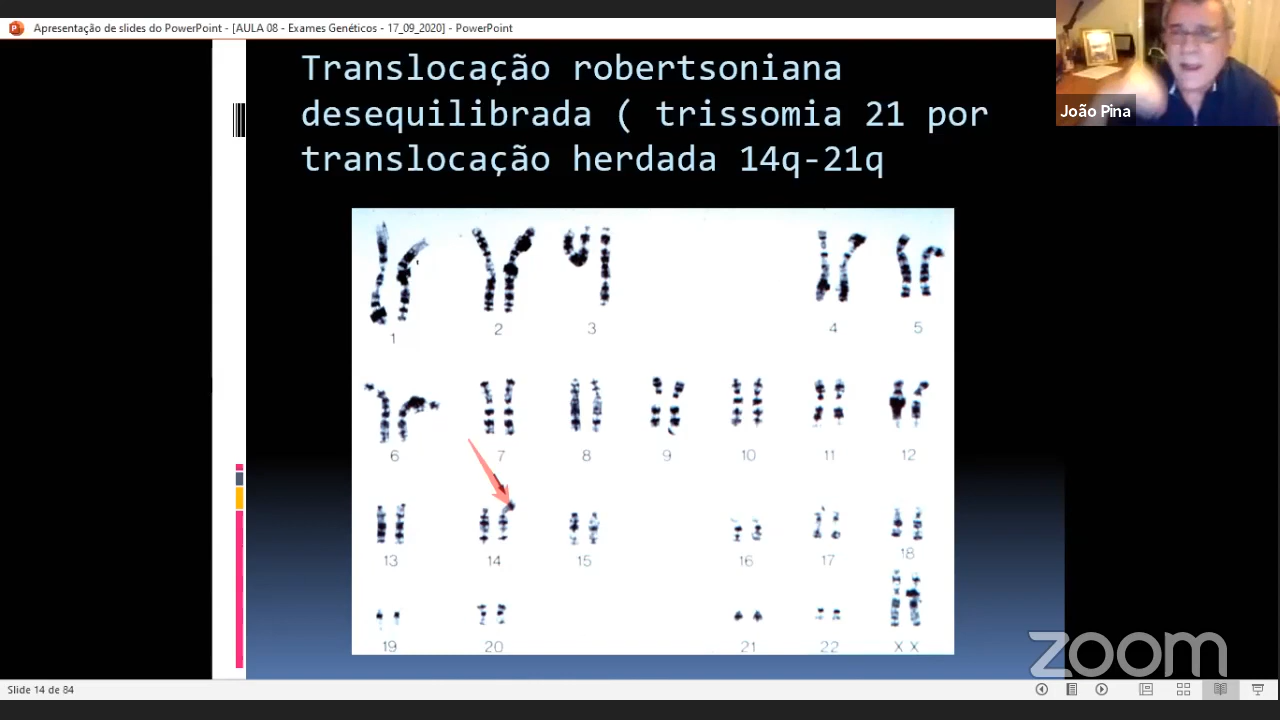 Apresentação de slides do PowerPoint - [AULA 08 - Exames Genéticos - 17_09_2020] - PowerPoint
Translocação robertsoniana
desequilibrada ( trissomia 21 por
translocação herdada 14q-21q
João Pina
1 2 3 4 5
6 7 8 9 10 11 12
13 14 15 16 17 18
19 20 21 22 X X
zoom
Slide 14 de 84